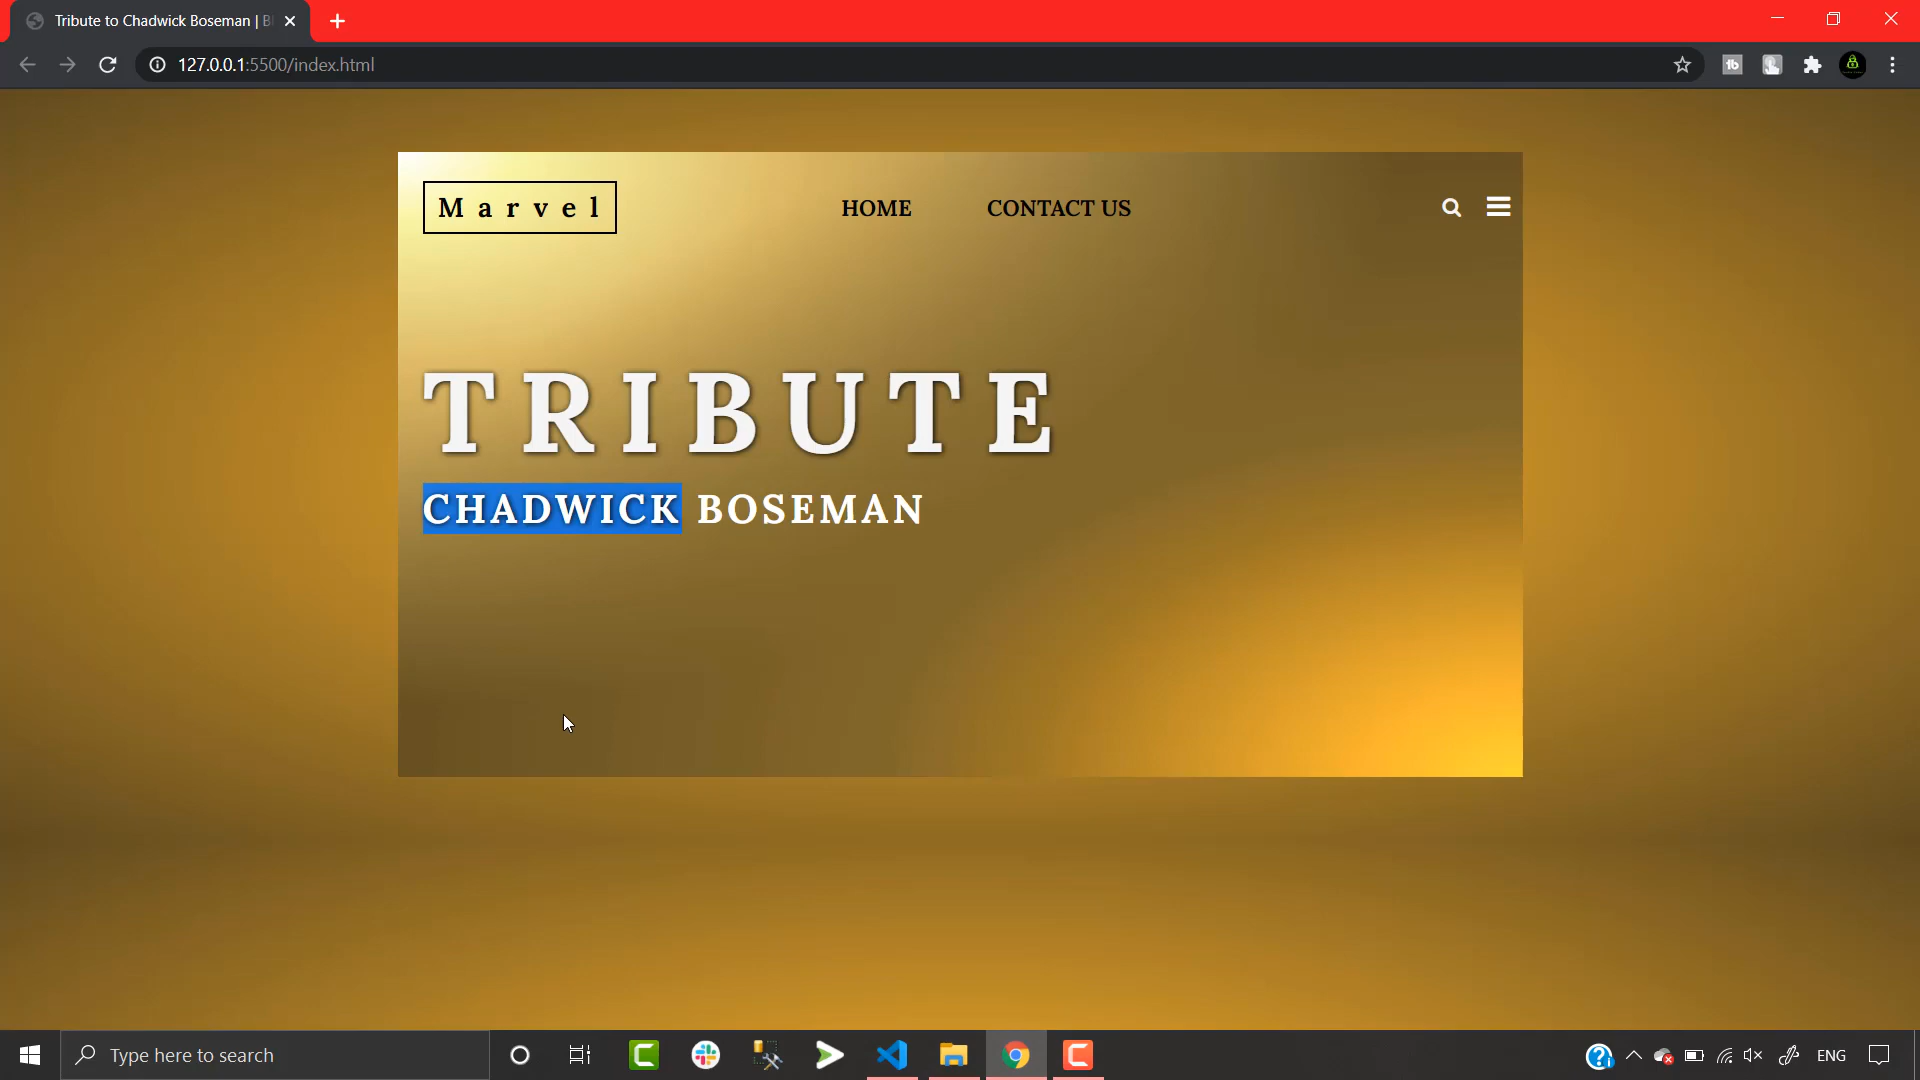 Tribute to Chadwick Boseman | B
127.0.0.1:5500/index.html
Marvel
HOME
CONTACT US
TRIBUTE
CHADWICK BOSEMAN
Type here to search
ENG